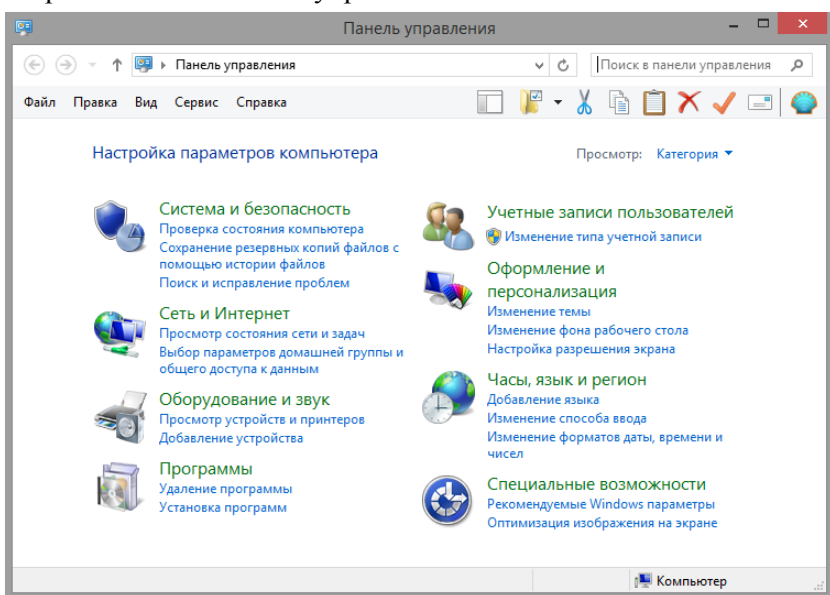 Панель управления
Панель управления
Поиск в панели управления
Файл Правка Вид Сервис Справка
Настройка параметров компьютера
Просмотр: Категория
Система и безопасность
Проверка состояния компьютера
Сохранение резервных копий файлов с
помощью истории файлов
Поиск и исправление проблем
Сеть и Интернет
Просмотр состояния сети и задач
Выбор параметров домашней группы и
общего доступа к данным
Оборудование и звук
Просмотр устройств и принтеров
Добавление устройства
Программы
Удаление программы
Установка программ
Учетные записи пользователей
Изменение типа учетной записи
Оформление и
персонализация
Изменение темы
Изменение фона рабочего стола
Настройка разрешения экрана
Часы, язык и регион
Добавление языка
Изменение способа ввода
Изменение форматов даты, времени и
чисел
Специальные возможности
Рекомендуемые Windows параметры
Оптимизация изображения на экране
Компьютер